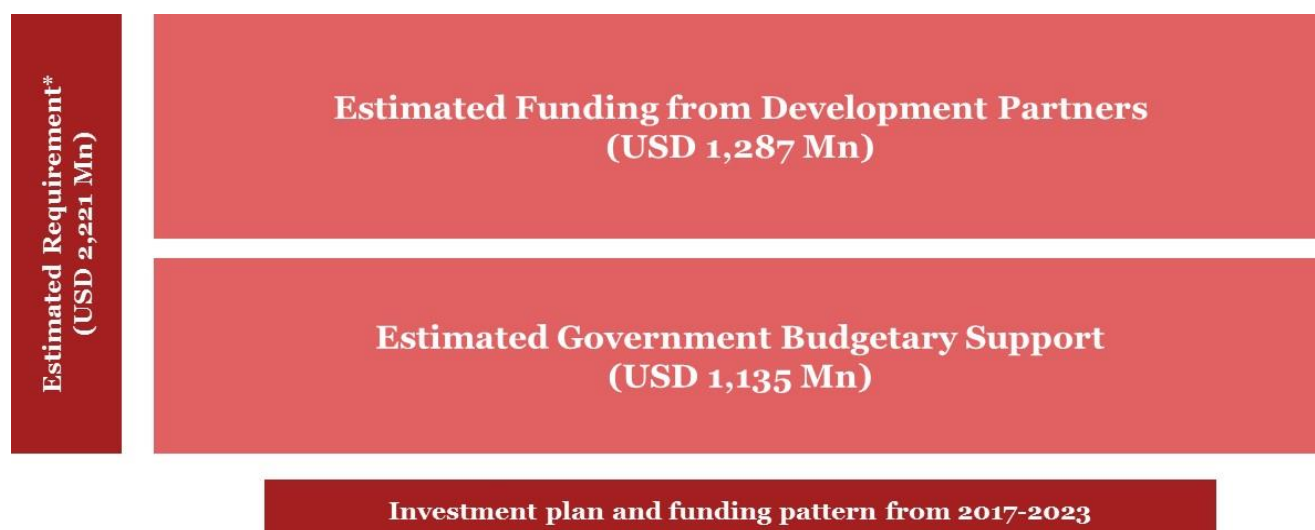 Estimated Requirement*
(USD 2,221 Mn)
Estimated Funding from Development Partners
(USD 1,287 Mn)
Estimated Government Budgetary Support
(USD 1,135 Mn)
Investment plan and funding pattern from 2017-2023